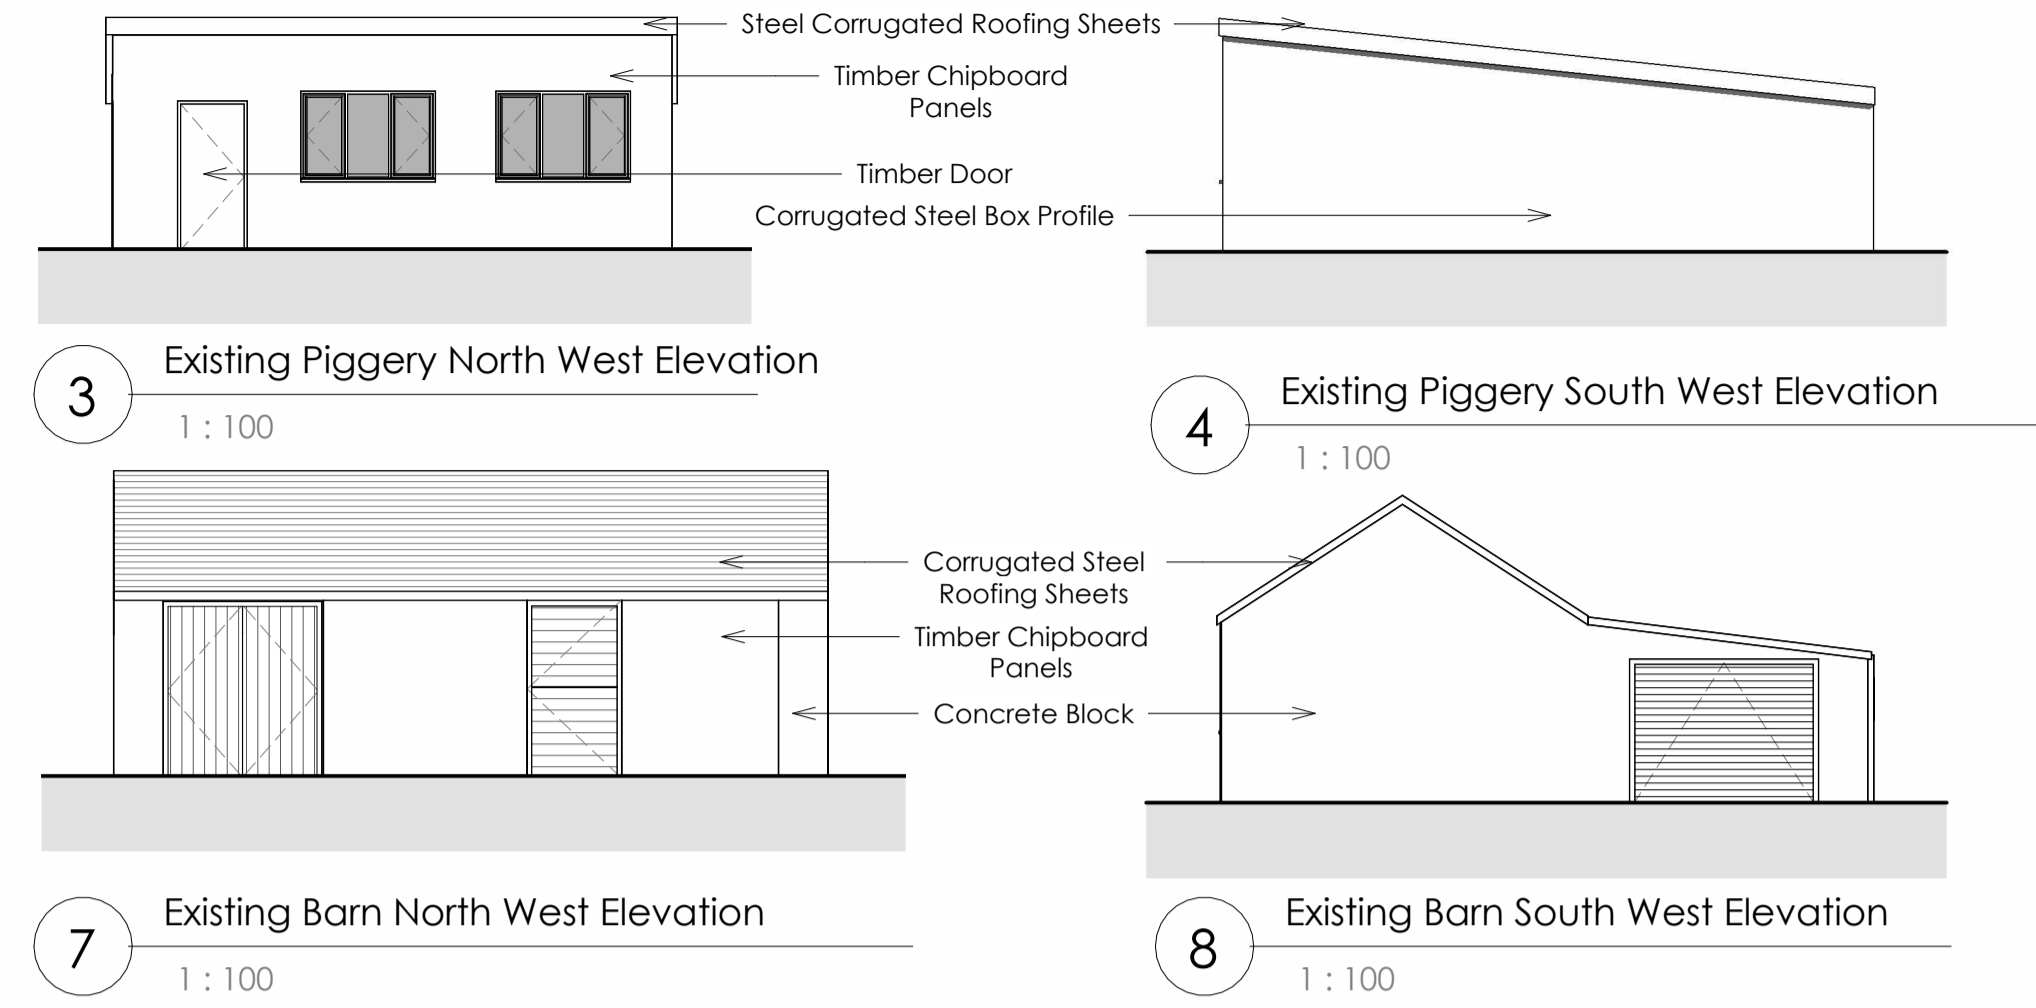 Steel Corrugated Roofing Sheets
Timber Chipboard
Panels
Timber Door
Corrugated Steel Box Profile
3
Existing Piggery North West Elevation
1 : 100
4
Existing Piggery South West Elevation
1 : 100
Corrugated Steel
Roofing Sheets
Timber Chipboard
Panels
Concrete Block
7
Existing Barn North West Elevation
1 : 100
8
Existing Barn South West Elevation
1 : 100